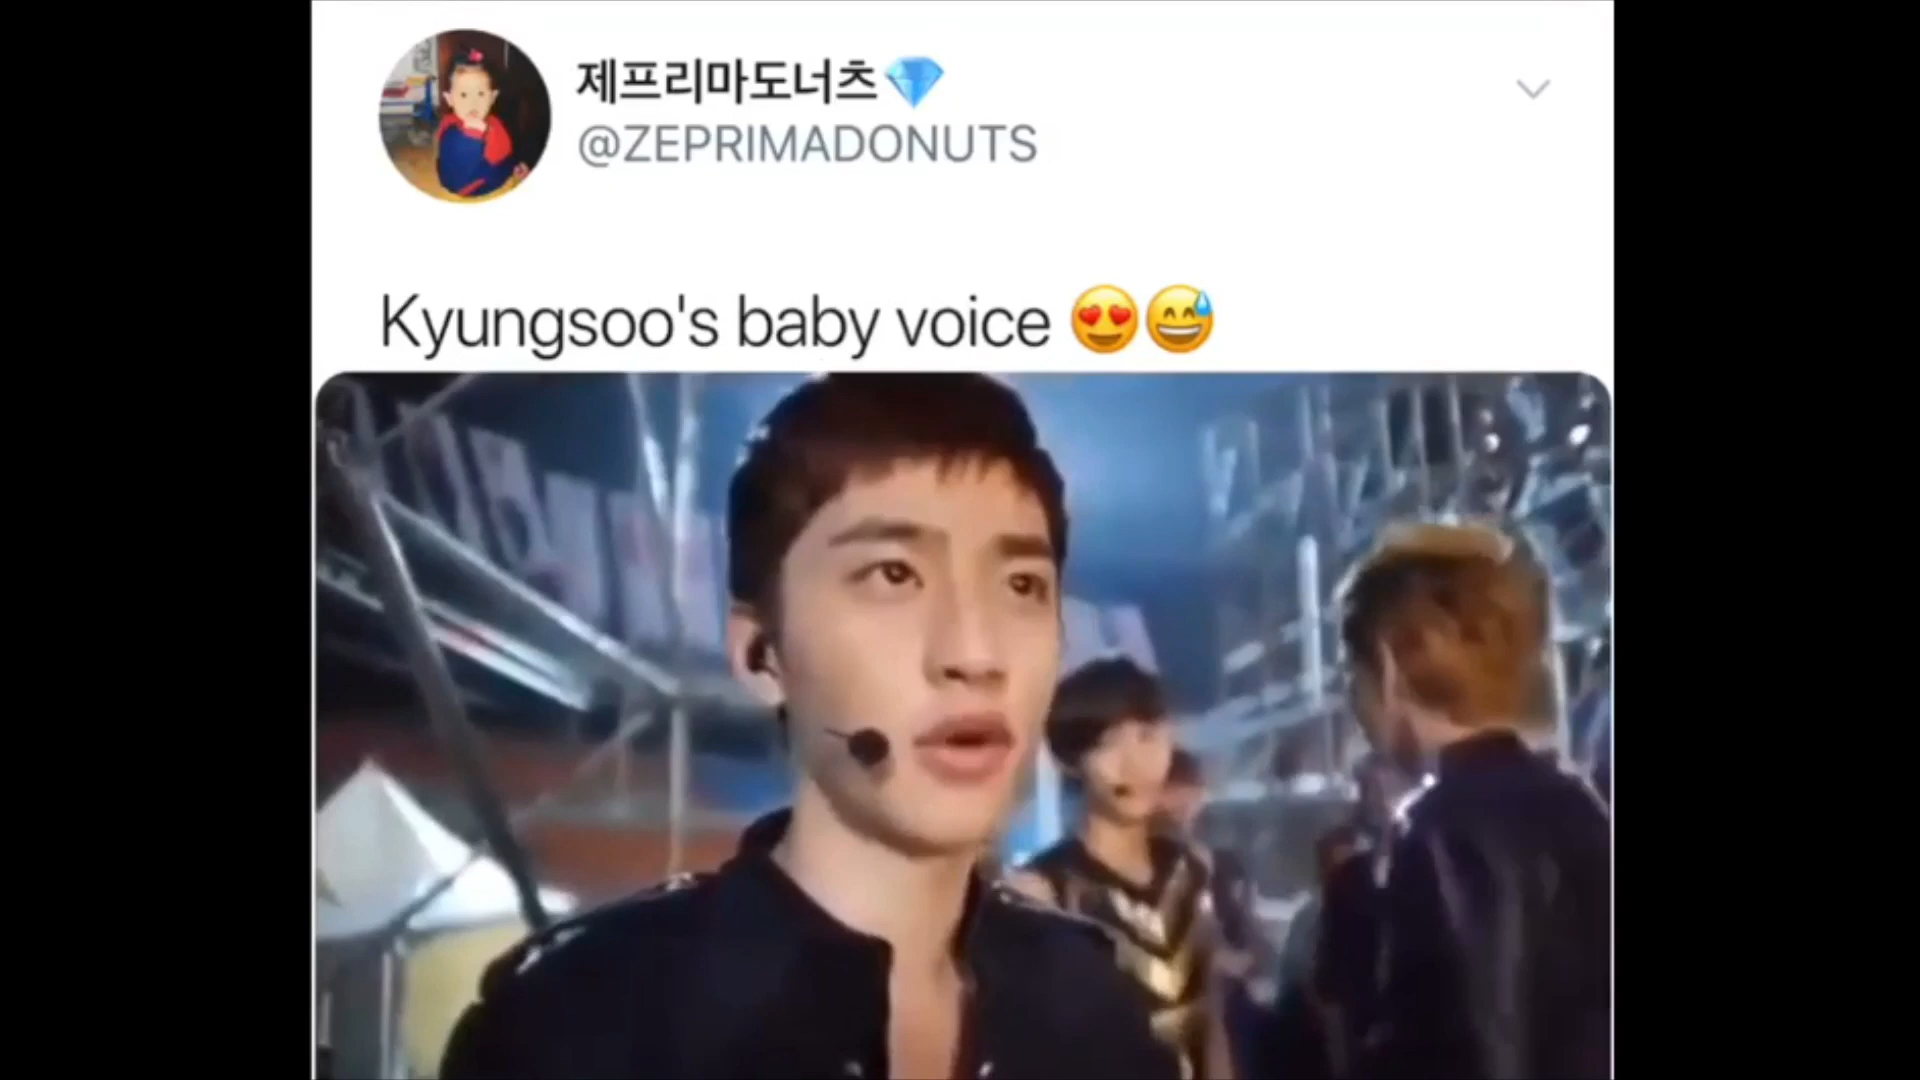 제프리마도너츠💎
@ZEPRIMADONUTS
Kyungsoo's baby voice 😍😅